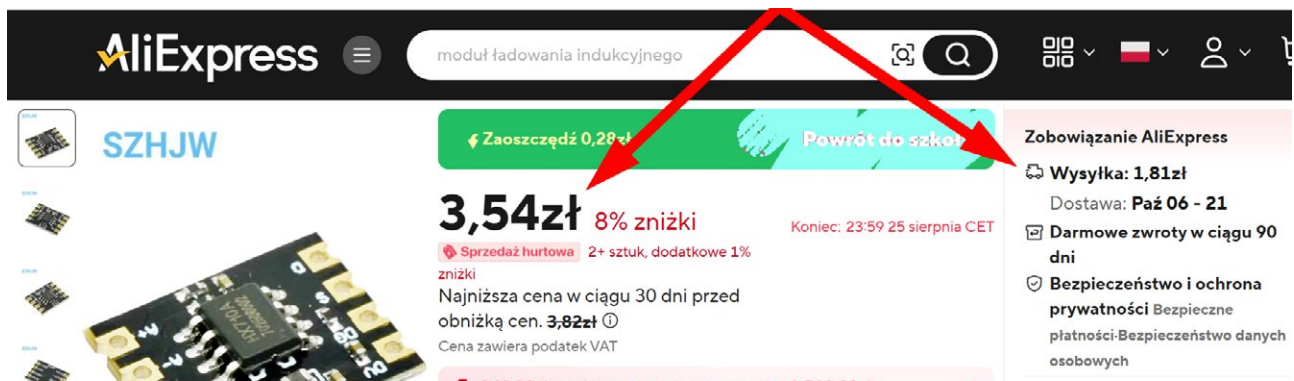 AliExpress
moduł ładowania indukcyjnego
SZHJW
Zaoszczędź 0,28zł
Powrót do szkoły
3,54zł 8% zniżki
Koniec: 23:59 25 sierpnia CET
Sprzedaż hurtowa 2+ sztuk, dodatkowe 1%
zniżki
Najniższa cena w ciągu 30 dni przed
obniżką cen. 3,82zł
Cena zawiera podatek VAT
HX710A
Zobowiązanie AliExpress
Wysyłka: 1,81zł
Dostawa: Paź 06 - 21
Darmowe zwroty w ciągu 90
dni
Bezpieczeństwo i ochrona
prywatności Bezpieczne
płatności·Bezpieczeństwo danych
osobowych